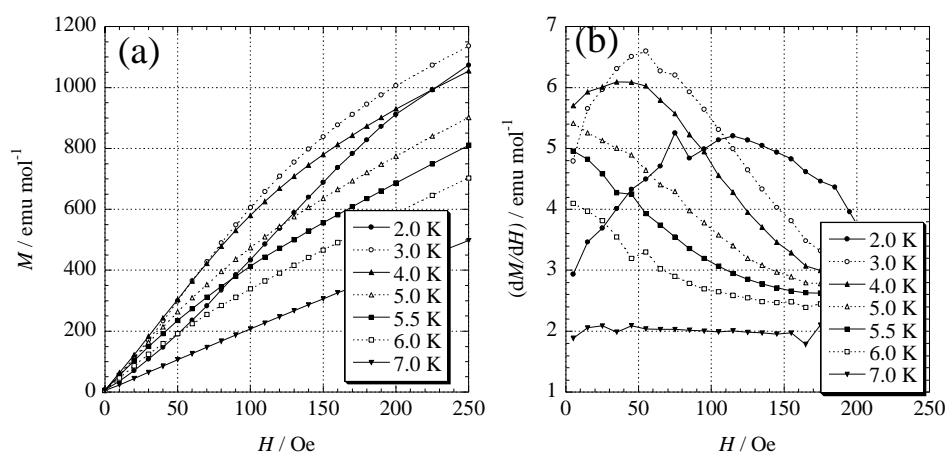 (a)
1200
1000
800
600
400
200
0
M / emu mol⁻¹
0 50 100 150 200 250
H / Oe
2.0 K
3.0 K
4.0 K
5.0 K
5.5 K
6.0 K
7.0 K
(b)
7
6
5
4
3
2
1
(dM/dH) / emu mol⁻¹
0 50 100 150 200 250
H / Oe
2.0 K
3.0 K
4.0 K
5.0 K
5.5 K
6.0 K
7.0 K